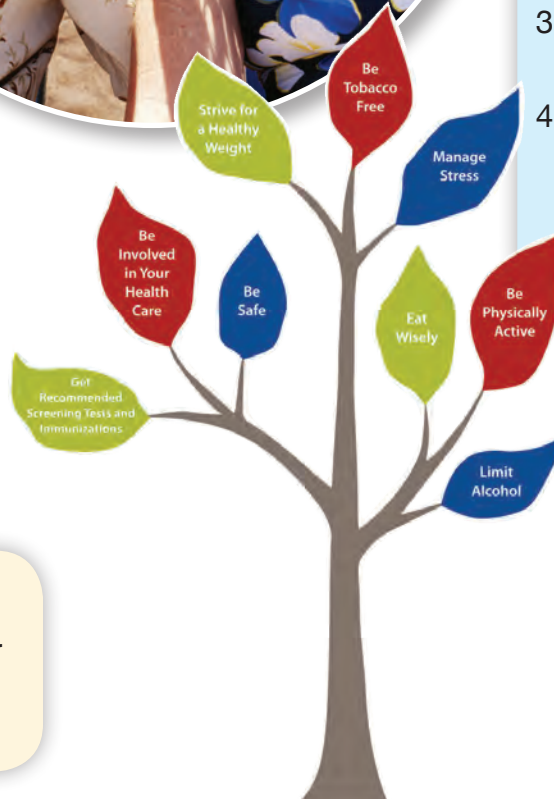 3
4
Be
Tobacco
Free
Strive for
a Healthy
Weight
Manage
Stress
Be
Involved
in Your
Health
Care
Be
Safe
Eat
Wisely
Be
Physically
Active
Get
Recommended
Screening Tests and
Immunizations
Limit
Alcohol